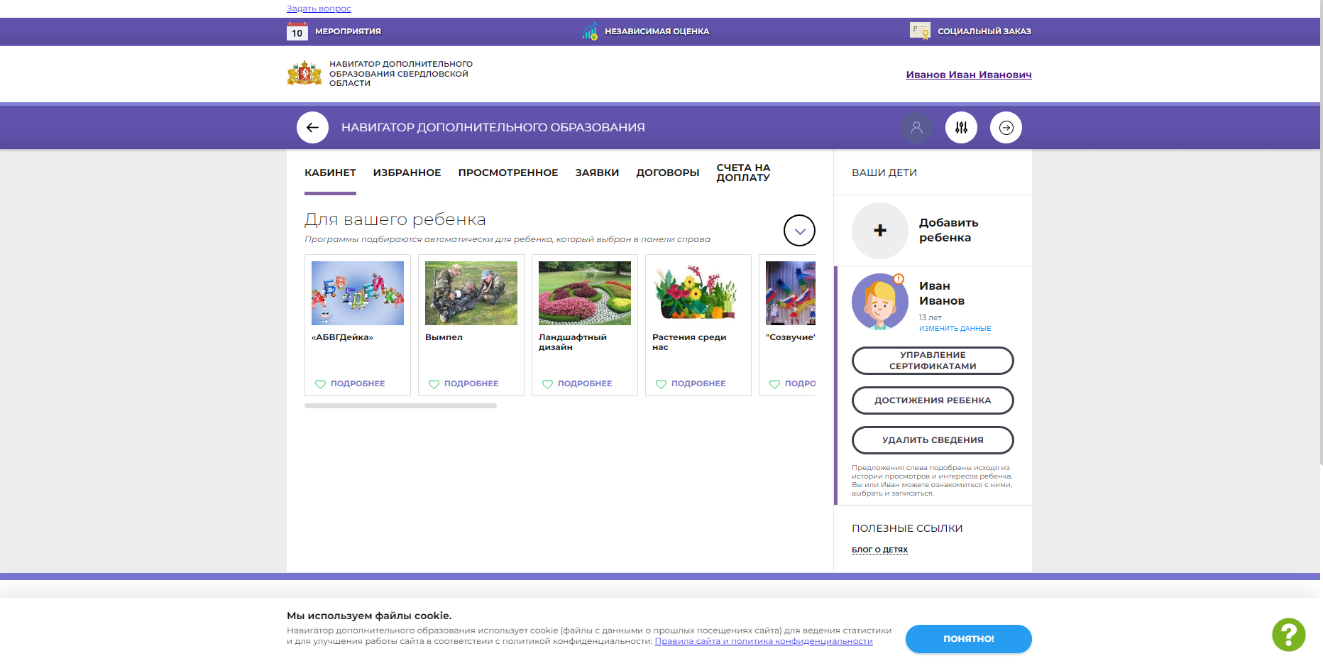 Задать вопрос
10 МЕРОПРИЯТИЯ
НЕЗАВИСИМАЯ ОЦЕНКА
СОЦИАЛЬНЫЙ ЗАКАЗ
НАВИГАТОР ДОПОЛНИТЕЛЬНОГО
ОБРАЗОВАНИЯ СВЕРДЛОВСКОЙ
ОБЛАСТИ
Иванов Иван Иванович
НАВИГАТОР ДОПОЛНИТЕЛЬНОГО ОБРАЗОВАНИЯ
КАБИНЕТ
ИЗБРАННОЕ
ПРОСМОТРЕННОЕ
ЗАЯВКИ
ДОГОВОРЫ
СЧЕТА НА
ДОПЛАТУ
Для вашего ребенка
Программы подбираются автоматически для ребенка, который выбран в панели справа
«АБВГДейка»
ПОДРОБНЕЕ
Вымпел
ПОДРОБНЕЕ
Ландшафтный
дизайн
ПОДРОБНЕЕ
Растения среди
нас
ПОДРОБНЕЕ
"Созвучие"
ПОДРО
ВАШИ ДЕТИ
+
Добавить
ребенка
Иван
Иванов
13 лет
ИЗМЕНИТЬ ДАННЫЕ
УПРАВЛЕНИЕ
СЕРТИФИКАТАМИ
ДОСТИЖЕНИЯ РЕБЕНКА
УДАЛИТЬ СВЕДЕНИЯ
Предложения слева подобраны исходя из
истории просмотров и интересов ребенка.
Вы или Иван можете ознакомиться с ними,
выбрать и записаться.
ПОЛЕЗНЫЕ ССЫЛКИ
БЛОГ О ДЕТЯХ
Мы используем файлы cookie.
Навигатор дополнительного образования использует cookie (файлы с данными о прошлых посещениях сайта) для ведения статистики
и для улучшения работы сайта в соответствии с политикой конфиденциальности: Правила сайта и политика конфиденциальности
ПОНЯТНО!
?